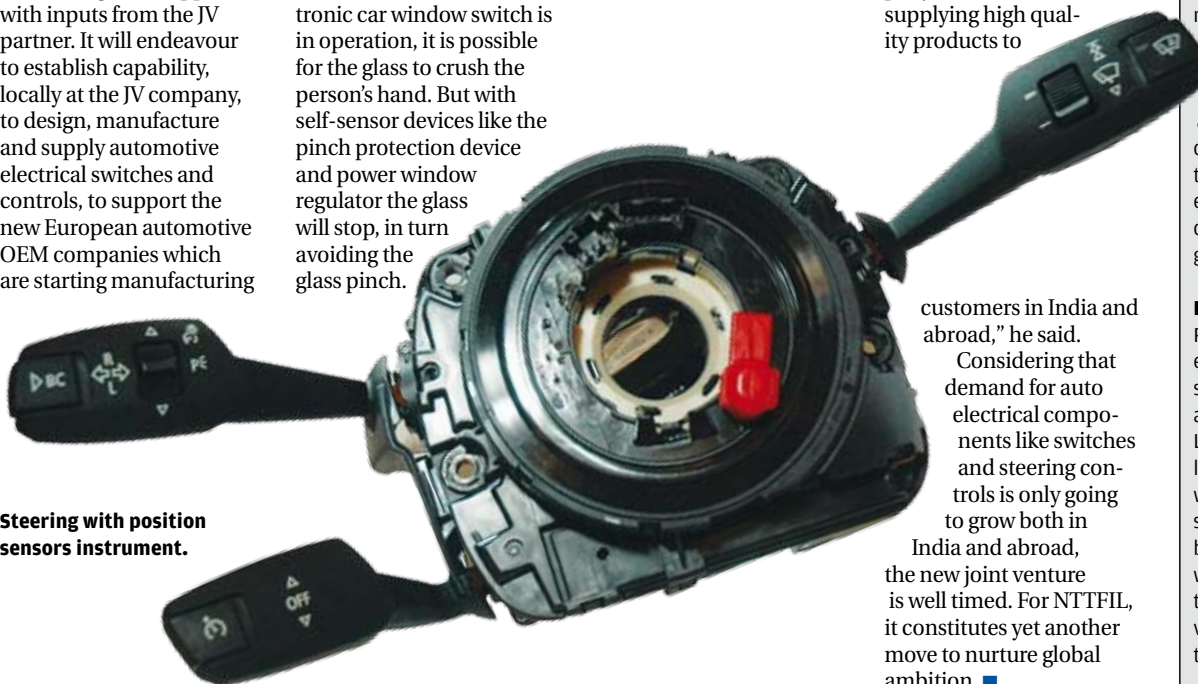 with inputs from the JV
partner. It will endeavour
to establish capability,
locally at the JV company,
to design, manufacture
and supply automotive
electrical switches and
controls, to support the
new European automotive
OEM companies which
are starting manufacturing
tronic car window switch is
in operation, it is possible
for the glass to crush the
person's hand. But with
self-sensor devices like the
pinch protection device
and power window
regulator the glass
will stop, in turn
avoiding the
glass pinch.
supplying high qual-
ity products to
customers in India and
abroad,” he said.
Considering that
demand for auto
electrical compo-
nents like switches
and steering con-
trols is only going
to grow both in
India and abroad,
the new joint venture
is well timed. For NTTFIL,
it constitutes yet another
move to nurture global
ambition. ■
BC
R
L
PE
Steering with position
sensors instrument.
OFF